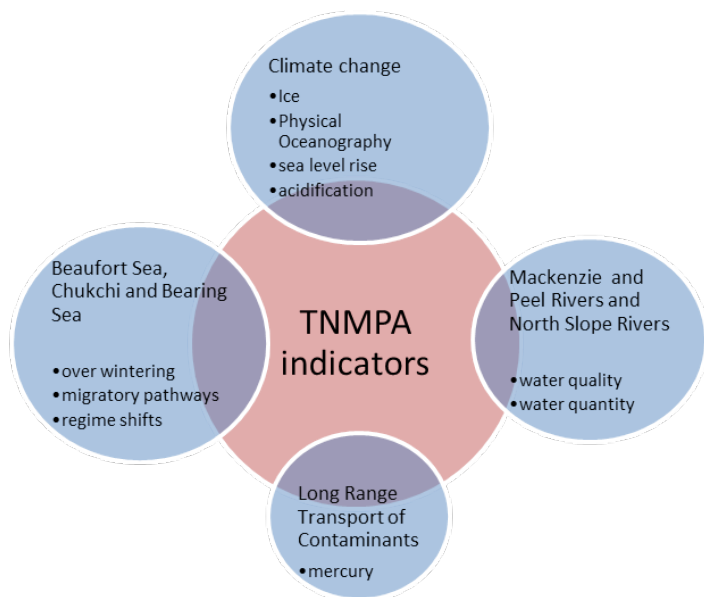 Climate change
•Ice
•Physical
Oceanography
•sea level rise
•acidification
Beaufort Sea,
Chukchi and Bearing
Sea
•over wintering
•migratory pathways
•regime shifts
TNMPA
indicators
Mackenzie and
Peel Rivers and
North Slope Rivers
•water quality
•water quantity
Long Range
Transport of
Contaminants
•mercury